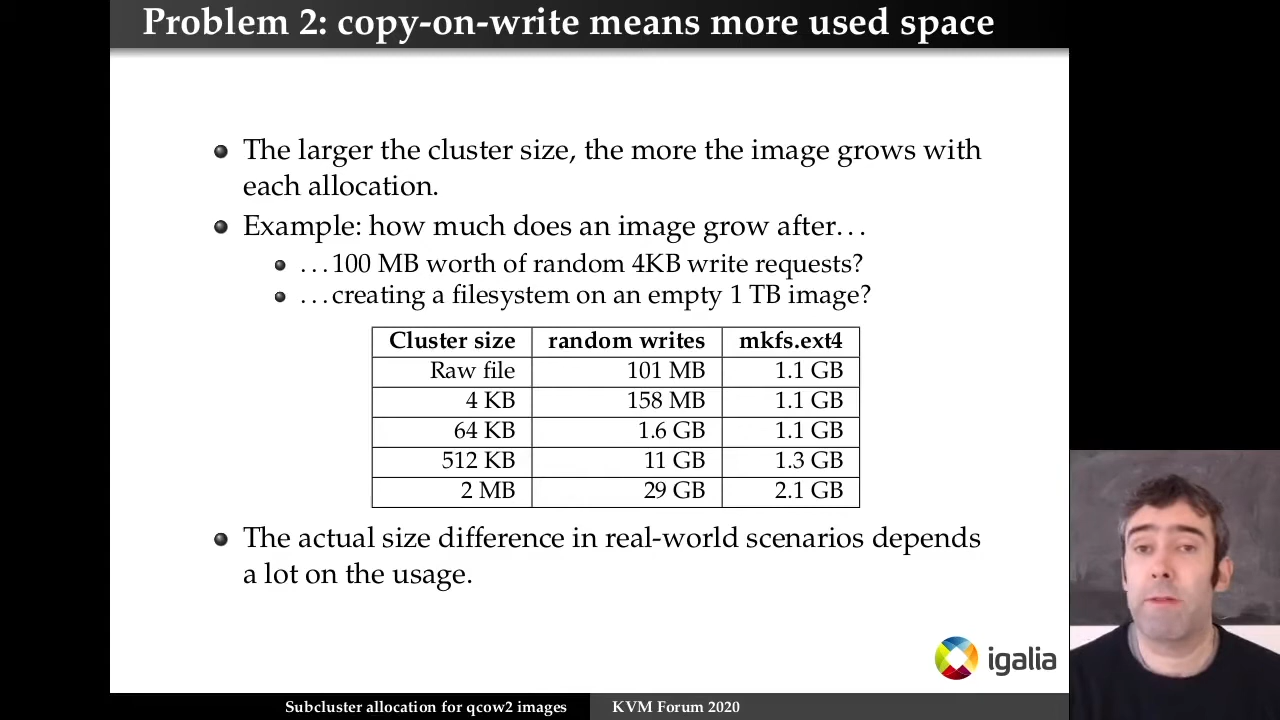 Problem 2: copy-on-write means more used space
The larger the cluster size, the more the image grows with
each allocation.
Example: how much does an image grow after...
...100 MB worth of random 4KB write requests?
...creating a filesystem on an empty 1 TB image?
Cluster size random writes mkfs.ext4
Raw file 101 MB 1.1 GB
4 KB 158 MB 1.1 GB
64 KB 1.6 GB 1.1 GB
512 KB 11 GB 1.3 GB
2 MB 29 GB 2.1 GB
The actual size difference in real-world scenarios depends
a lot on the usage.
igalia
Subcluster allocation for qcow2 images KVM Forum 2020